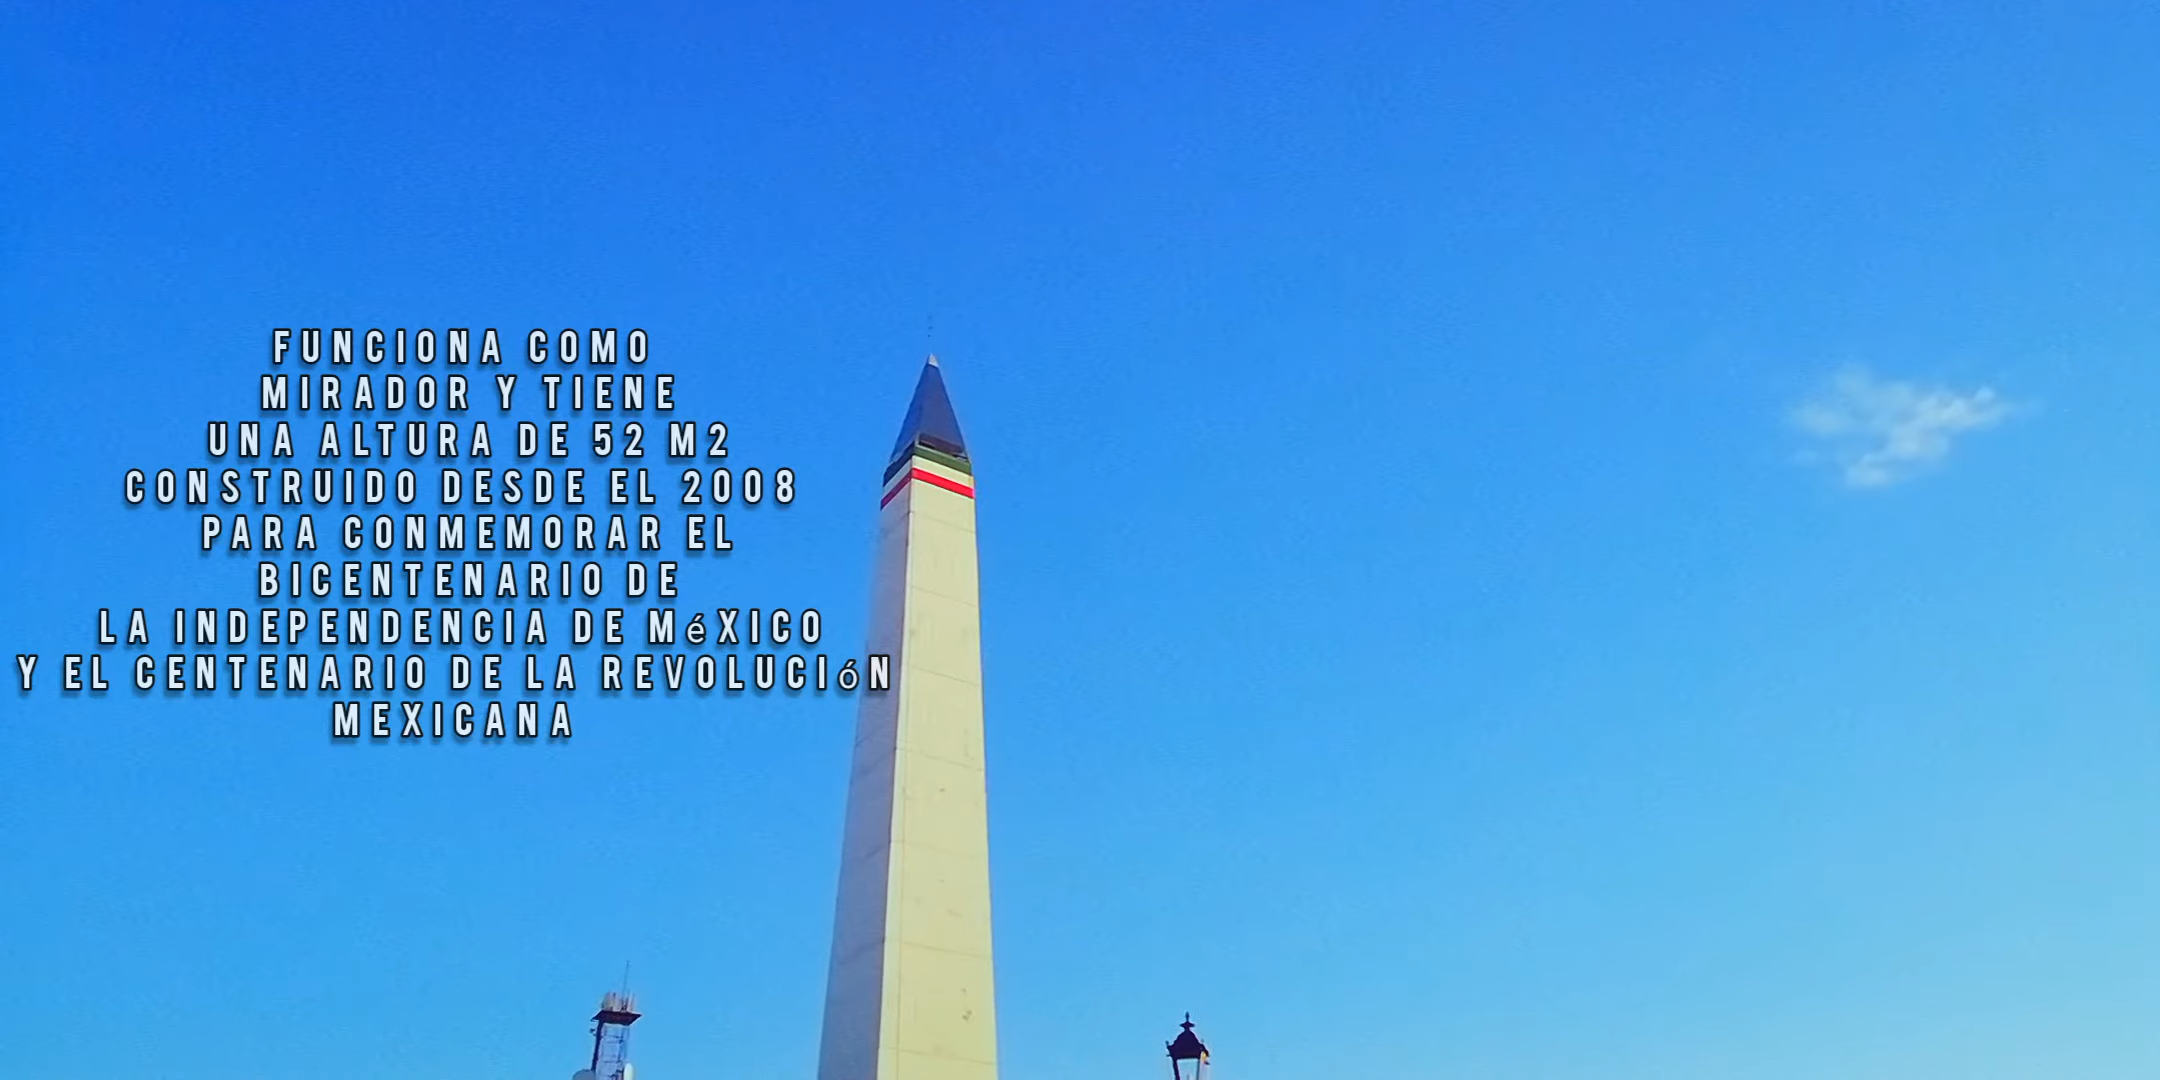 FUNCIONA COMO
MIRADOR Y TIENE
UNA ALTURA DE 52 M2
CONSTRUIDO DESDE EL 2008
PARA CONMEMORAR EL
BICENTENARIO DE
LA INDEPENDENCIA DE MéXICO
Y EL CENTENARIO DE LA REVOLUCIóN
MEXICANA